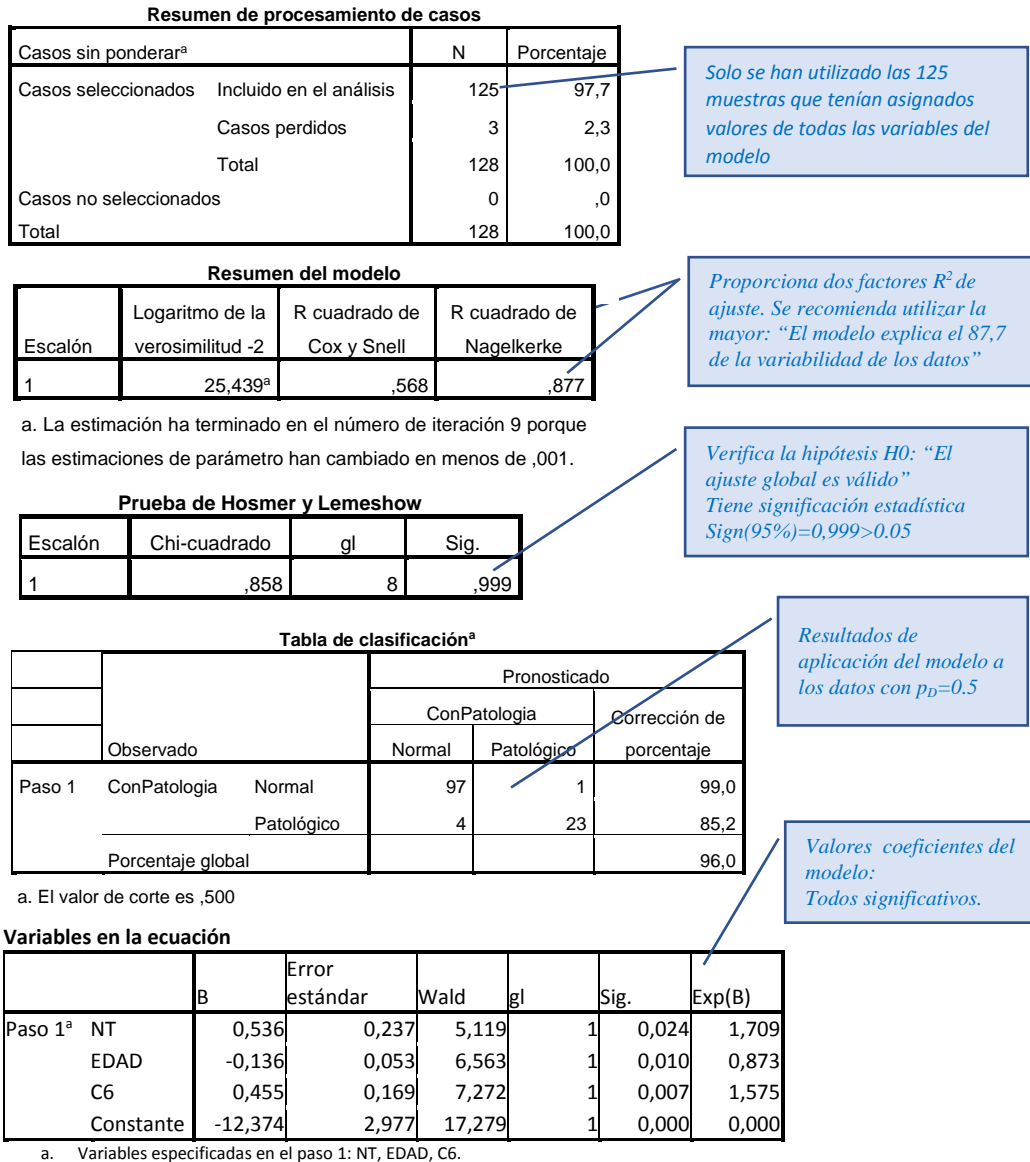 Resumen de procesamiento de casos
Casos sin ponderarª N Porcentaje
Casos seleccionados Incluido en el análisis 125 97,7
Casos perdidos 3 2,3
Total 128 100,0
Casos no seleccionados 0 ,0
Total 128 100,0
Solo se han utilizado las 125
muestras que tenían asignados
valores de todas las variables del
modelo
Resumen del modelo
Escalón Logaritmo de la verosimilitud -2 R cuadrado de Cox y Snell R cuadrado de Nagelkerke
1 25,439ª ,568 ,877
a. La estimación ha terminado en el número de iteración 9 porque
las estimaciones de parámetro han cambiado en menos de ,001.
Proporciona dos factores R² de
ajuste. Se recomienda utilizar la
mayor: “El modelo explica el 87,7
de la variabilidad de los datos”
Prueba de Hosmer y Lemeshow
Escalón Chi-cuadrado gl Sig.
1 ,858 8 ,999
Verifica la hipótesis H0: “El
ajuste global es válido”
Tiene significación estadística
Sign(95%)=0,999>0.05
Tabla de clasificaciónª
Pronosticado
ConPatologia Corrección de
Observado Normal Patológico porcentaje
Paso 1 ConPatologia Normal 97 1 99,0
Patológico 4 23 85,2
Porcentaje global 96,0
a. El valor de corte es ,500
Resultados de
aplicación del modelo a
los datos con pD=0.5
Valores coeficientes del
modelo:
Todos significativos.
Variables en la ecuación
B Error estándar Wald gl Sig. Exp(B)
Paso 1ª NT 0,536 0,237 5,119 1 0,024 1,709
EDAD -0,136 0,053 6,563 1 0,010 0,873
C6 0,455 0,169 7,272 1 0,007 1,575
Constante -12,374 2,977 17,279 1 0,000 0,000
a. Variables especificadas en el paso 1: NT, EDAD, C6.